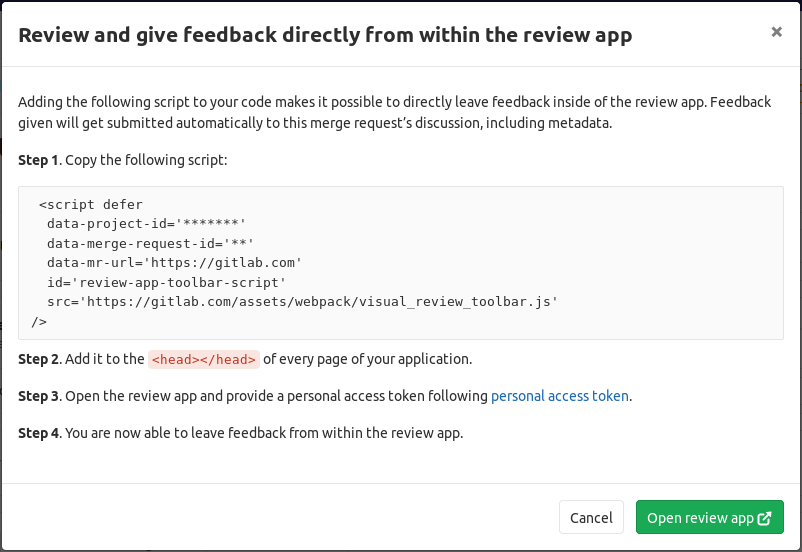 Review and give feedback directly from within the review app
×
Adding the following script to your code makes it possible to directly leave feedback inside of the review app. Feedback
given will get submitted automatically to this merge request’s discussion, including metadata.
Step 1. Copy the following script:
<script defer
data-project-id='*******'
data-merge-request-id='**'
data-mr-url='https://gitlab.com'
id='review-app-toolbar-script'
src='https://gitlab.com/assets/webpack/visual_review_toolbar.js'
/>
Step 2. Add it to the <head></head> of every page of your application.
Step 3. Open the review app and provide a personal access token following personal access token.
Step 4. You are now able to leave feedback from within the review app.
Cancel
Open review app